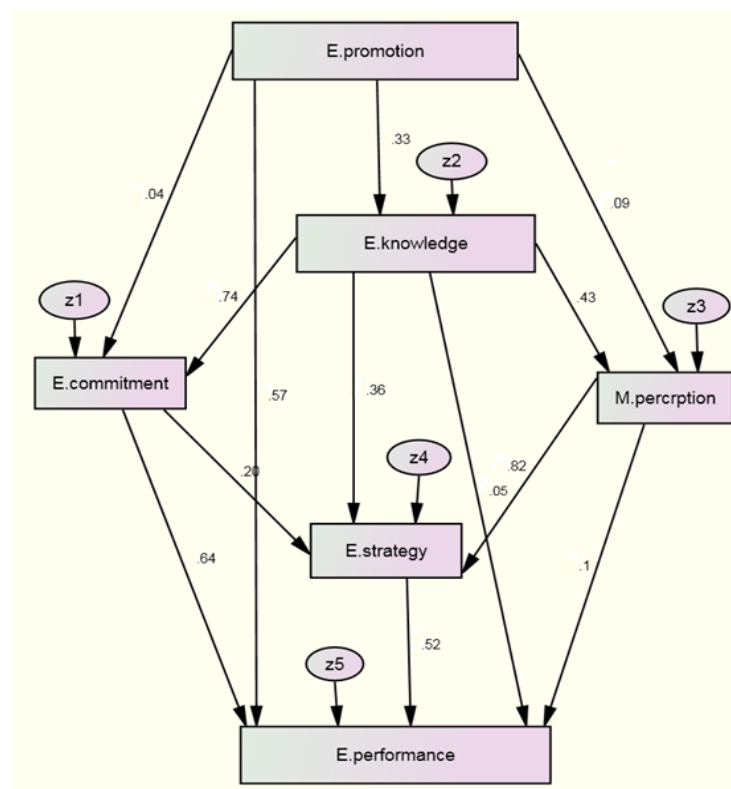 E.promotion
.33
z2
.04
.09
E.knowledge
z1
.74
.43
z3
E.commitment
M.percrption
.57
.36
z4
.20
.82
.05
E.strategy
.64
.1
.52
z5
E.performance